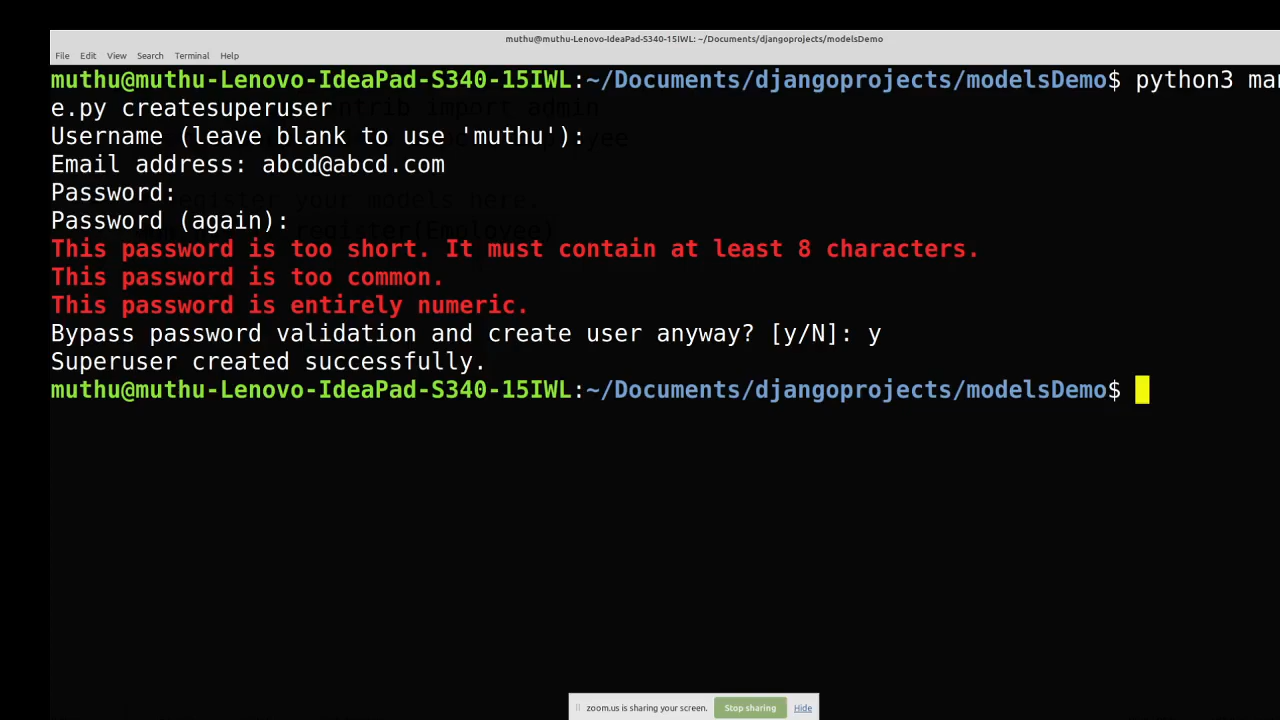 muthu@muthu-Lenovo-IdeaPad-S340-15IWL: ~/Documents/djangoprojects/modelsDemo
File Edit View Search Terminal Help
muthu@muthu-Lenovo-IdeaPad-S340-15IWL:~/Documents/djangoprojects/modelsDemo$ python3 man
e.py createsuperuser
Username (leave blank to use 'muthu'):
Email address: abcd@abcd.com
Password:
Password (again):
This password is too short. It must contain at least 8 characters.
This password is too common.
This password is entirely numeric.
Bypass password validation and create user anyway? [y/N]: y
Superuser created successfully.
muthu@muthu-Lenovo-IdeaPad-S340-15IWL:~/Documents/djangoprojects/modelsDemo$
zoom.us is sharing your screen. Stop sharing Hide